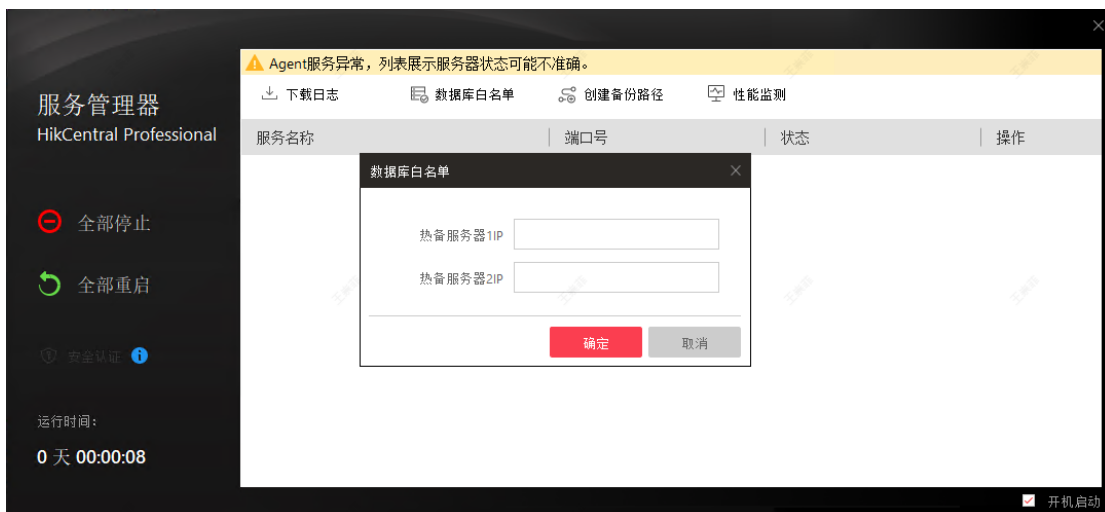 Agent服务异常，列表展示服务器状态可能不准确。
服务管理器
HikCentral Professional
下载日志 数据库白名单 创建备份路径 性能监测
服务名称 端口号 状态 操作
数据库白名单
热备服务器1IP
热备服务器2IP
确定 取消
全部停止
全部重启
安全认证
运行时间：
0 天 00:00:08
开机启动